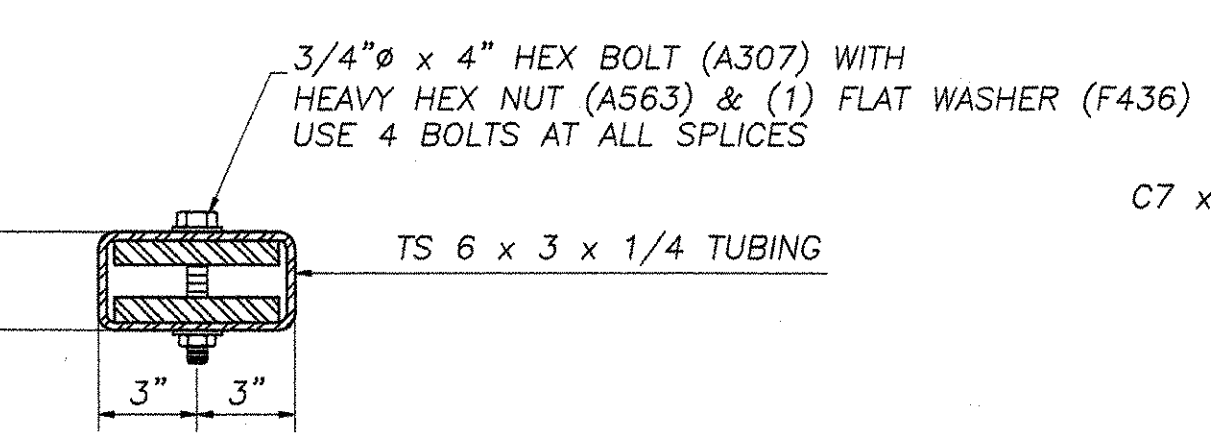 3/4"ø x 4" HEX BOLT (A307) WITH
HEAVY HEX NUT (A563) & (1) FLAT WASHER (F436)
USE 4 BOLTS AT ALL SPLICES
C7 x
TS 6 x 3 x 1/4 TUBING
3" 3"